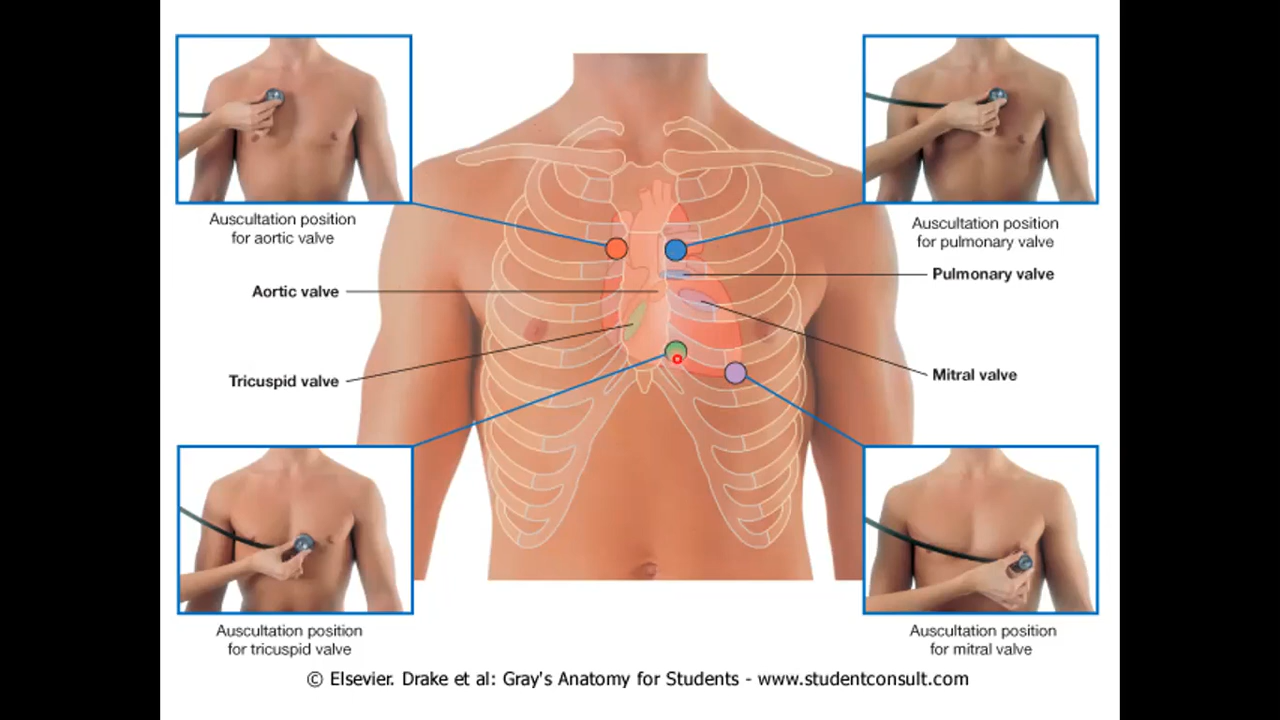 Auscultation position
for aortic valve
Auscultation position
for pulmonary valve
Aortic valve
Pulmonary valve
Tricuspid valve
Mitral valve
Auscultation position
for tricuspid valve
Auscultation position
for mitral valve
© Elsevier. Drake et al: Gray's Anatomy for Students - www.studentconsult.com